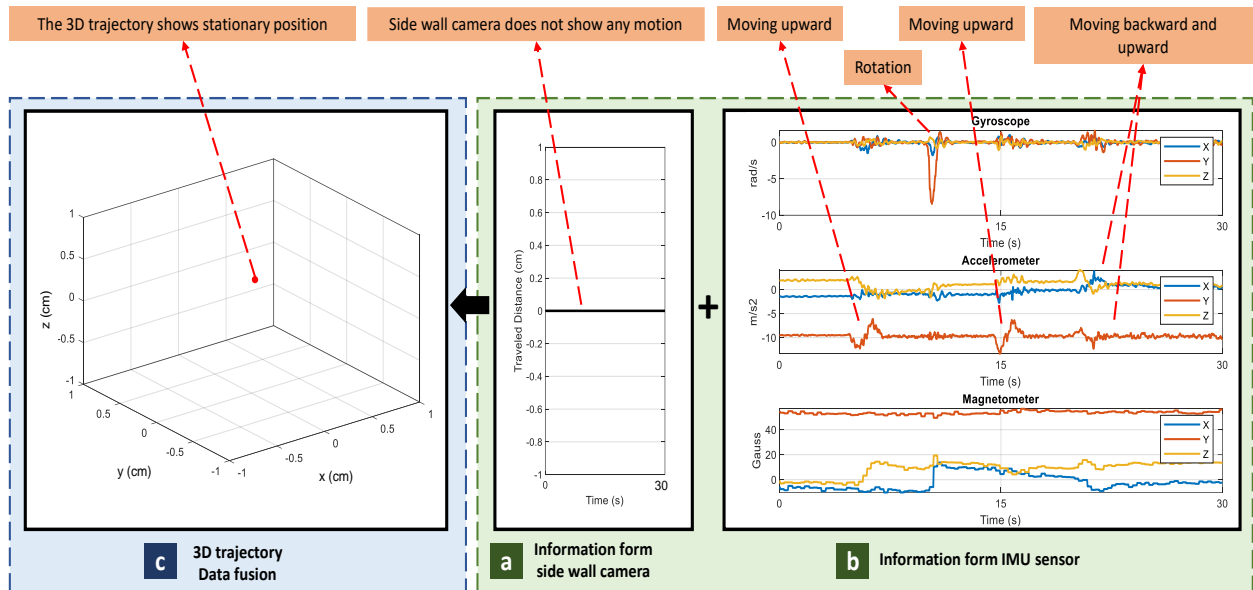 The 3D trajectory shows stationary position
Side wall camera does not show any motion
Moving upward
Moving upward
Moving backward and
upward
Rotation
1
0.5
0
-0.5
-1
z (cm)
1
0.5
0
-0.5
-1
y (cm)
-1
-0.5
0
0.5
1
x (cm)
1
0.8
0.6
0.4
0.2
0
-0.2
-0.4
-0.6
-0.8
-1
Traveled Distance (cm)
0
30
Time (s)
+
Gyroscope
0
-5
-10
rad/s
X
Y
Z
0
15
30
Time (s)
Accelerometer
0
-5
-10
m/s2
X
Y
Z
0
15
30
Time (s)
Magnetometer
40
20
0
Gauss
X
Y
Z
0
15
30
Time (s)
c
3D trajectory
Data fusion
a
Information form
side wall camera
b
Information form IMU sensor